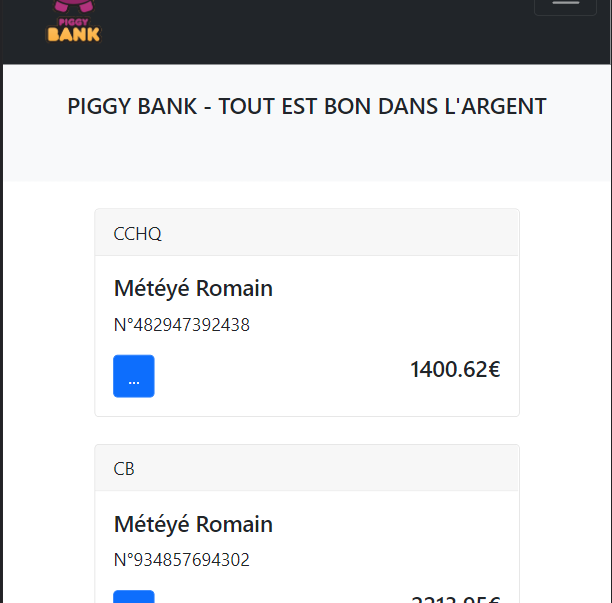 PIGGY
BANK
PIGGY BANK - TOUT EST BON DANS L'ARGENT
CCHQ
Météyé Romain
N°482947392438
...
1400.62€
CB
Météyé Romain
N°934857694302